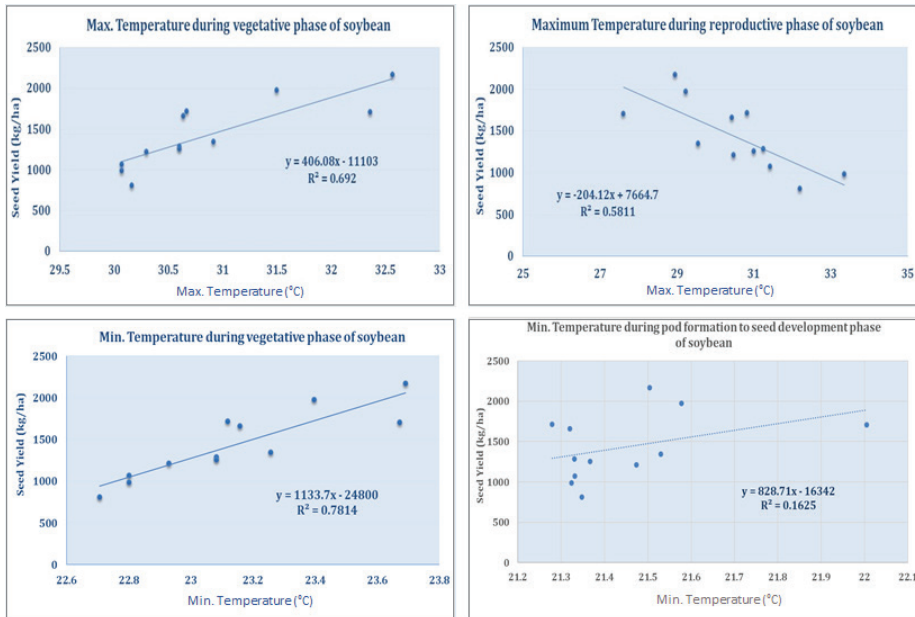 Max. Temperature during vegetative phase of soybean
2500
2000
1500
1000
500
0
Seed Yield (kg/ha)
y = 406.08x - 11103
R² = 0.692
29.5 30 30.5 31 31.5 32 32.5 33
Max. Temperature (°C)
Maximum Temperature during reproductive phase of soybean
2500
2000
1500
1000
500
0
Seed Yield (kg/ha)
y = -204.12x + 7664.7
R² = 0.5811
25 27 29 31 33 35
Max. Temperature (°C)
Min. Temperature during vegetative phase of soybean
2500
2000
1500
1000
500
0
Seed Yield (kg/ha)
y = 1133.7x - 24800
R² = 0.7814
22.6 22.8 23 23.2 23.4 23.6 23.8
Min. Temperature (°C)
Min. Temperature during pod formation to seed development phase
of soybean
2500
2000
1500
1000
500
0
Seed Yield (kg/ha)
y = 828.71x - 16342
R² = 0.1625
21.2 21.3 21.4 21.5 21.6 21.7 21.8 21.9 22 22.1
Min. Temperature (°C)